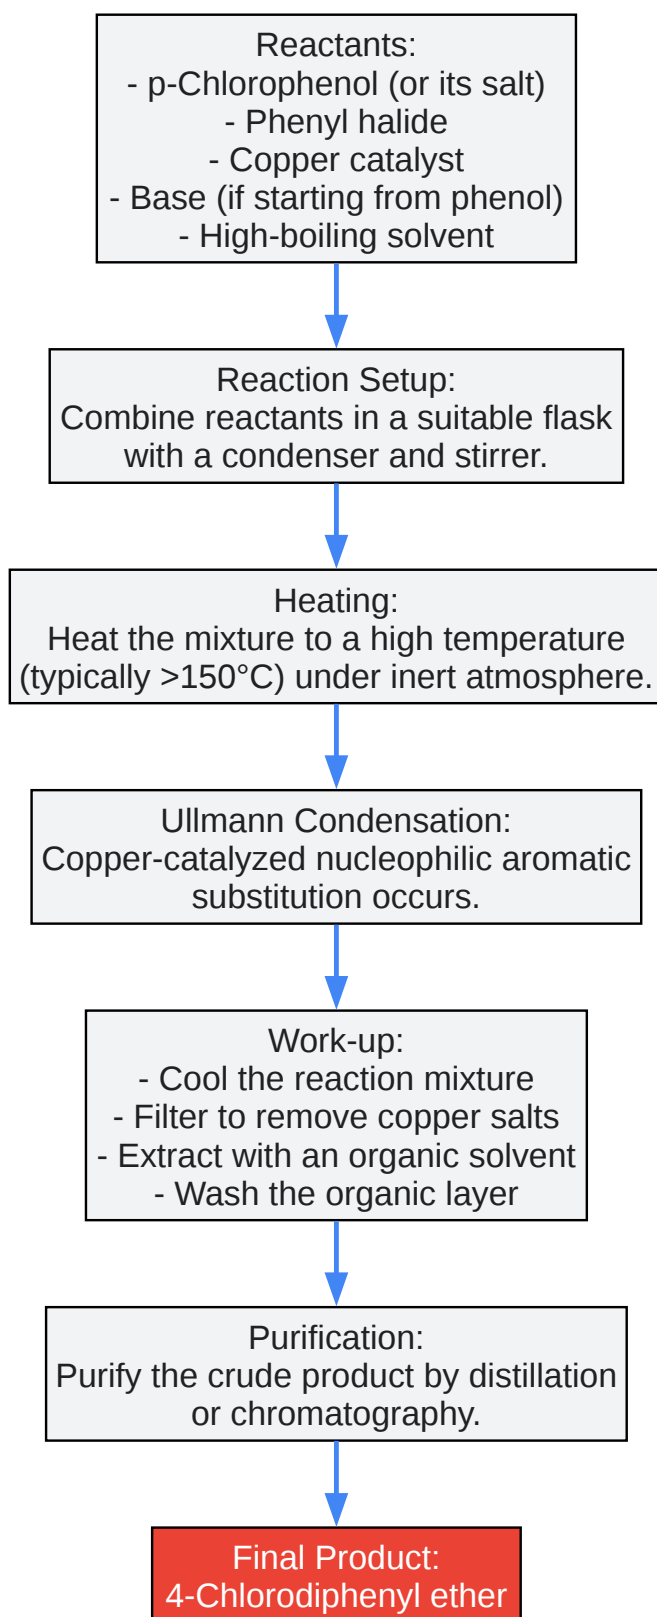 Reactants:
- p-Chlorophenol (or its salt)
- Phenyl halide
- Copper catalyst
- Base (if starting from phenol)
- High-boiling solvent
Reaction Setup:
Combine reactants in a suitable flask
with a condenser and stirrer.
Heating:
Heat the mixture to a high temperature
(typically >150°C) under inert atmosphere.
Ullmann Condensation:
Copper-catalyzed nucleophilic aromatic
substitution occurs.
Work-up:
- Cool the reaction mixture
- Filter to remove copper salts
- Extract with an organic solvent
- Wash the organic layer
Purification:
Purify the crude product by distillation
or chromatography.
Final Product:
4-Chlorodiphenyl ether